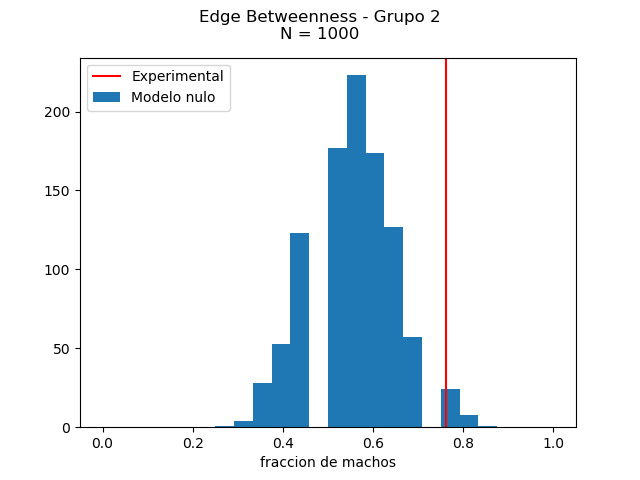 Edge Betweenness - Grupo 2
N = 1000
Experimental
Modelo nulo
200
150
100
50
0
0.0 0.2 0.4 0.6 0.8 1.0
fraccion de machos